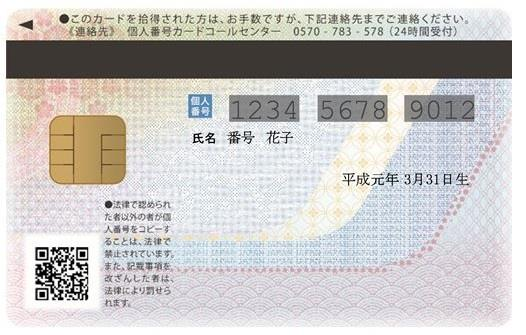 ●このカードを拾得された方は、お手数ですが、下記連絡先までご連絡ください。
《連絡先》 個人番号カードコールセンター 0570-783-578（24時間受付）
個人番号 1234 5678 9012
氏名 番号 花子
平成元年 3月31日生
●法律で認められ
た者以外の者が個
人番号をコピーす
ることは、法律で
禁止されています。
また、記載事項を
改ざんした者は、
法律により罰せら
れます。